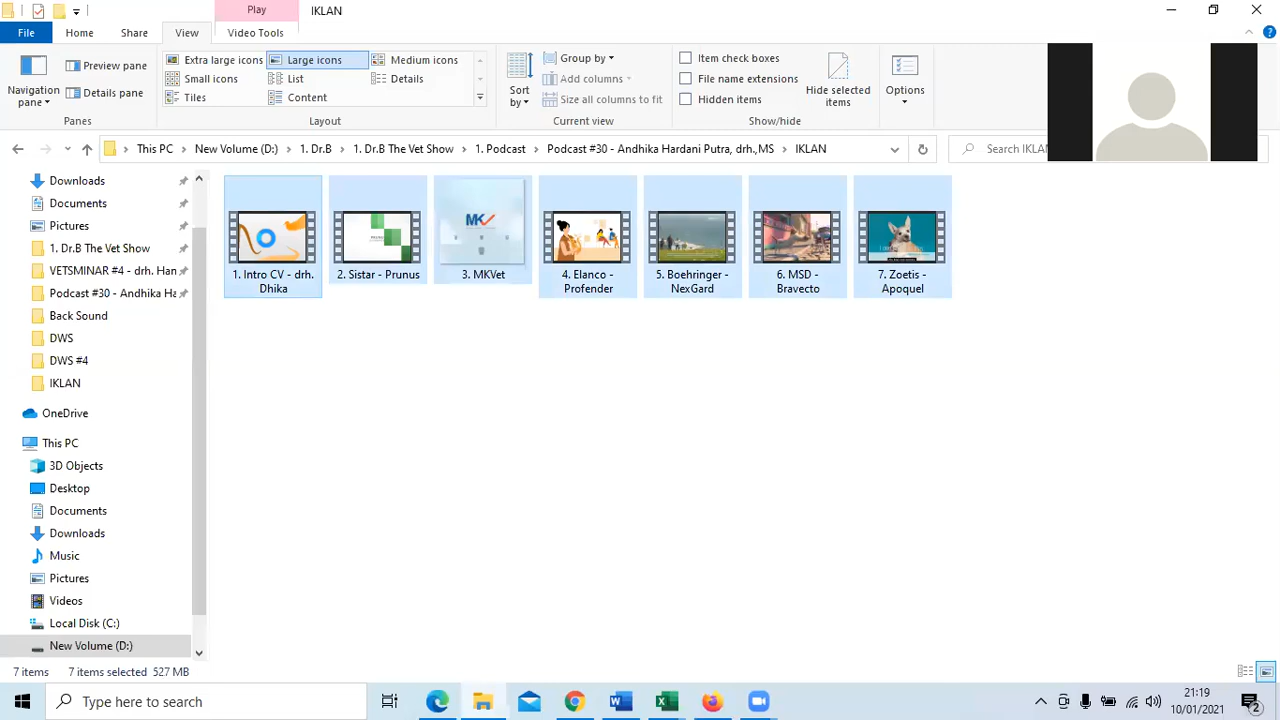 Play
IKLAN
File
Home
Share
View
Video Tools
Navigation pane
Preview pane
Details pane
Panes
Extra large icons
Large icons
Medium icons
Small icons
List
Details
Tiles
Content
Layout
Sort by
Group by
Add columns
Size all columns to fit
Current view
Item check boxes
File name extensions
Hidden items
Hide selected items
Show/hide
Options
This PC > New Volume (D:) > 1. Dr.B > 1. Dr.B The Vet Show > 1. Podcast > Podcast #30 - Andhika Hardani Putra, drh.,MS > IKLAN
Search IKLAN
Downloads
Documents
Pictures
1. Dr.B The Vet Show
VETSMINAR #4 - drh. Han
Podcast #30 - Andhika Ha
Back Sound
DWS
DWS #4
IKLAN
OneDrive
This PC
3D Objects
Desktop
Documents
Downloads
Music
Pictures
Videos
Local Disk (C:)
New Volume (D:)
MK
1. Intro CV - drh. Dhika
2. Sistar - Prunus
3. MKVet
4. Elanco - Profender
5. Boehringer - NexGard
6. MSD - Bravecto
7. Zoetis - Apoquel
7 items
7 items selected
527 MB
Type here to search
21:19
10/01/2021
2